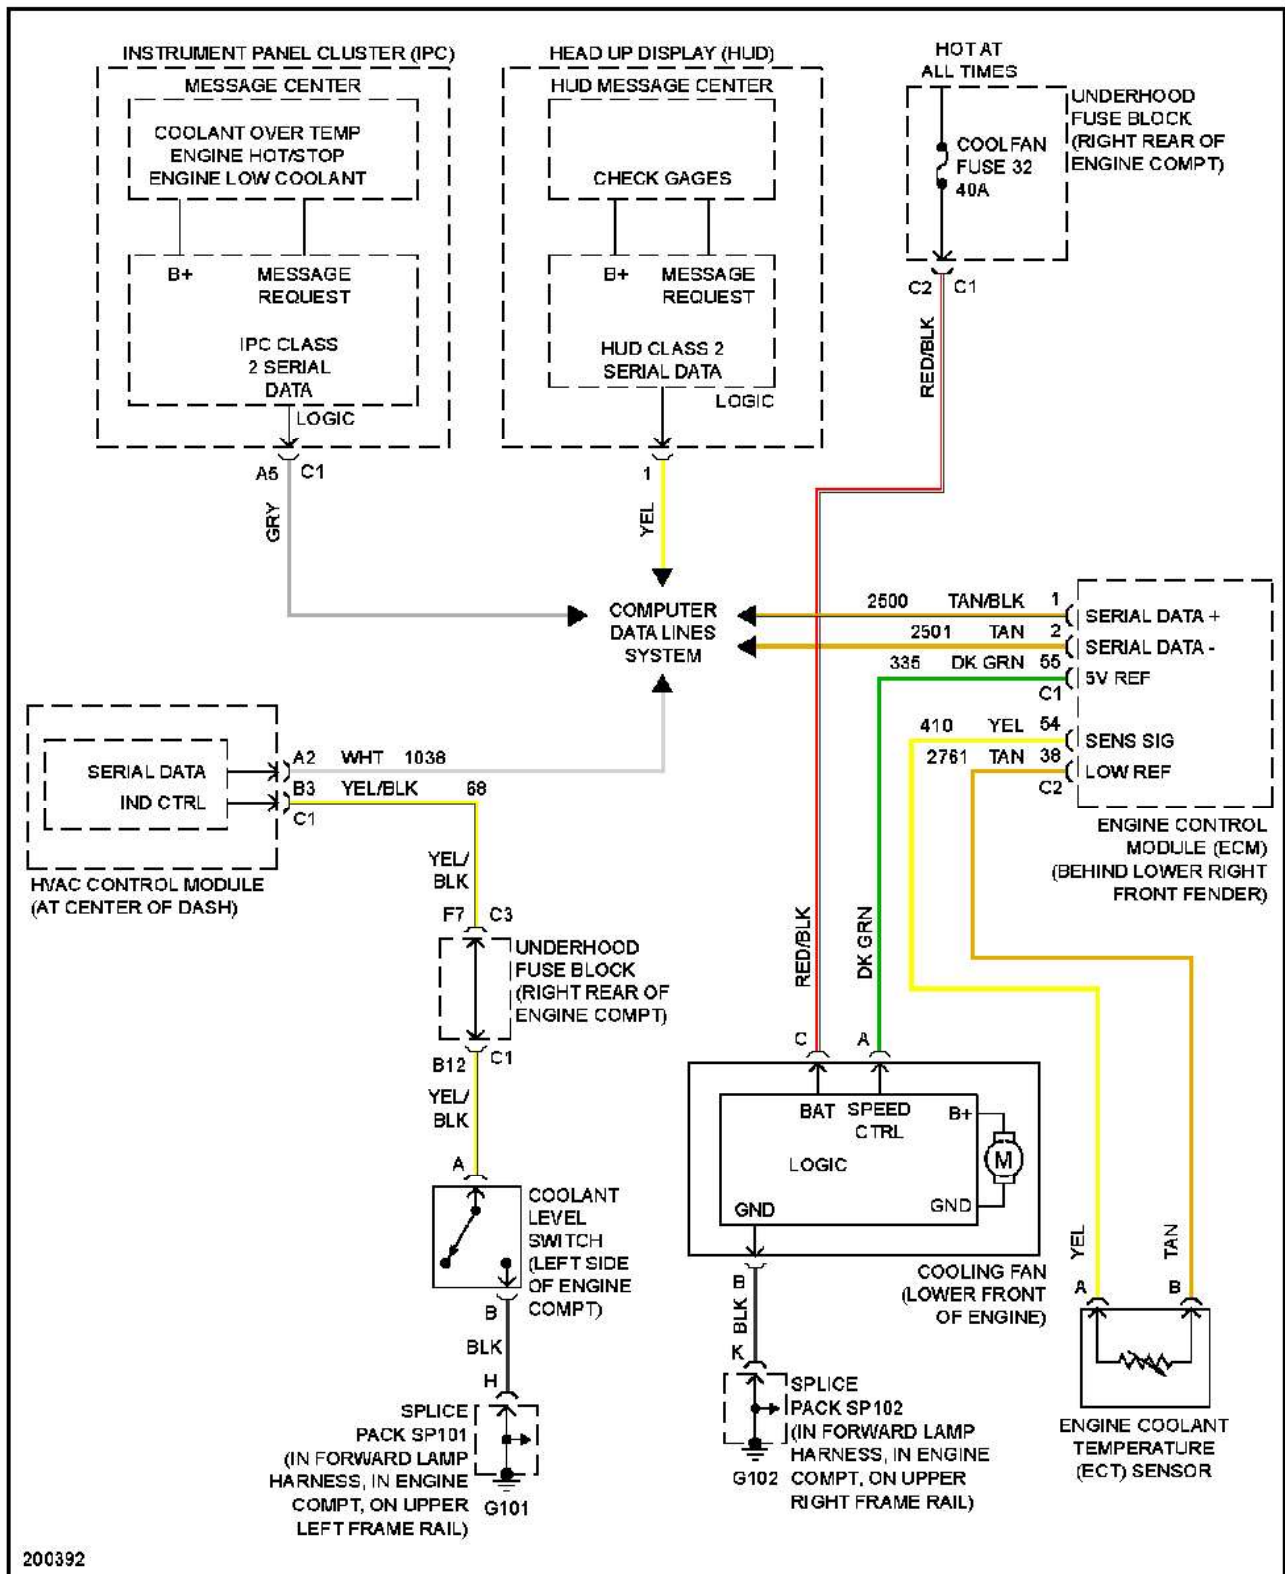 INSTRUMENT PANEL CLUSTER (IPC)
MESSAGE CENTER
COOLANT OVER TEMP
ENGINE HOT/STOP
ENGINE LOW COOLANT
B+
MESSAGE
REQUEST
IPC CLASS
2 SERIAL
DATA
LOGIC
A5
C1
GRY
HEAD UP DISPLAY (HUD)
HUD MESSAGE CENTER
CHECK GAGES
B+
MESSAGE
REQUEST
HUD CLASS 2
SERIAL DATA
LOGIC
1
YEL
HOT AT
ALL TIMES
COOLFAN
FUSE 32
40A
UNDERHOOD
FUSE BLOCK
(RIGHT REAR OF
ENGINE COMPT)
C2
C1
RED/BLK
COMPUTER
DATA LINES
SYSTEM
2500 TAN/BLK 1
SERIAL DATA +
2501 TAN 2
SERIAL DATA -
335 DK GRN 55
5V REF
C1
410 YEL 54
SENS SIG
2761 TAN 38
LOW REF
C2
ENGINE CONTROL
MODULE (ECM)
(BEHIND LOWER RIGHT
FRONT FENDER)
SERIAL DATA
A2 WHT 1038
IND CTRL
B3 YEL/BLK 68
C1
HVAC CONTROL MODULE
(AT CENTER OF DASH)
YEL/
BLK
F7
C3
UNDERHOOD
FUSE BLOCK
(RIGHT REAR OF
ENGINE COMPT)
B12
C1
YEL/
BLK
A
COOLANT
LEVEL
SWITCH
(LEFT SIDE
OF ENGINE
COMPT)
B
BLK
H
SPLICE
PACK SP101
(IN FORWARD LAMP
HARNESS, IN ENGINE
COMPT, ON UPPER
LEFT FRAME RAIL)
G101
RED/BLK
DK GRN
C
A
BAT
SPEED
CTRL
B+
M
LOGIC
GND
GND
COOLING FAN
(LOWER FRONT
OF ENGINE)
B
BLK
K
SPLICE
PACK SP102
(IN FORWARD LAMP
HARNESS, IN ENGINE
COMPT, ON UPPER
RIGHT FRAME RAIL)
G102
YEL
TAN
A
B
ENGINE COOLANT
TEMPERATURE
(ECT) SENSOR
200392